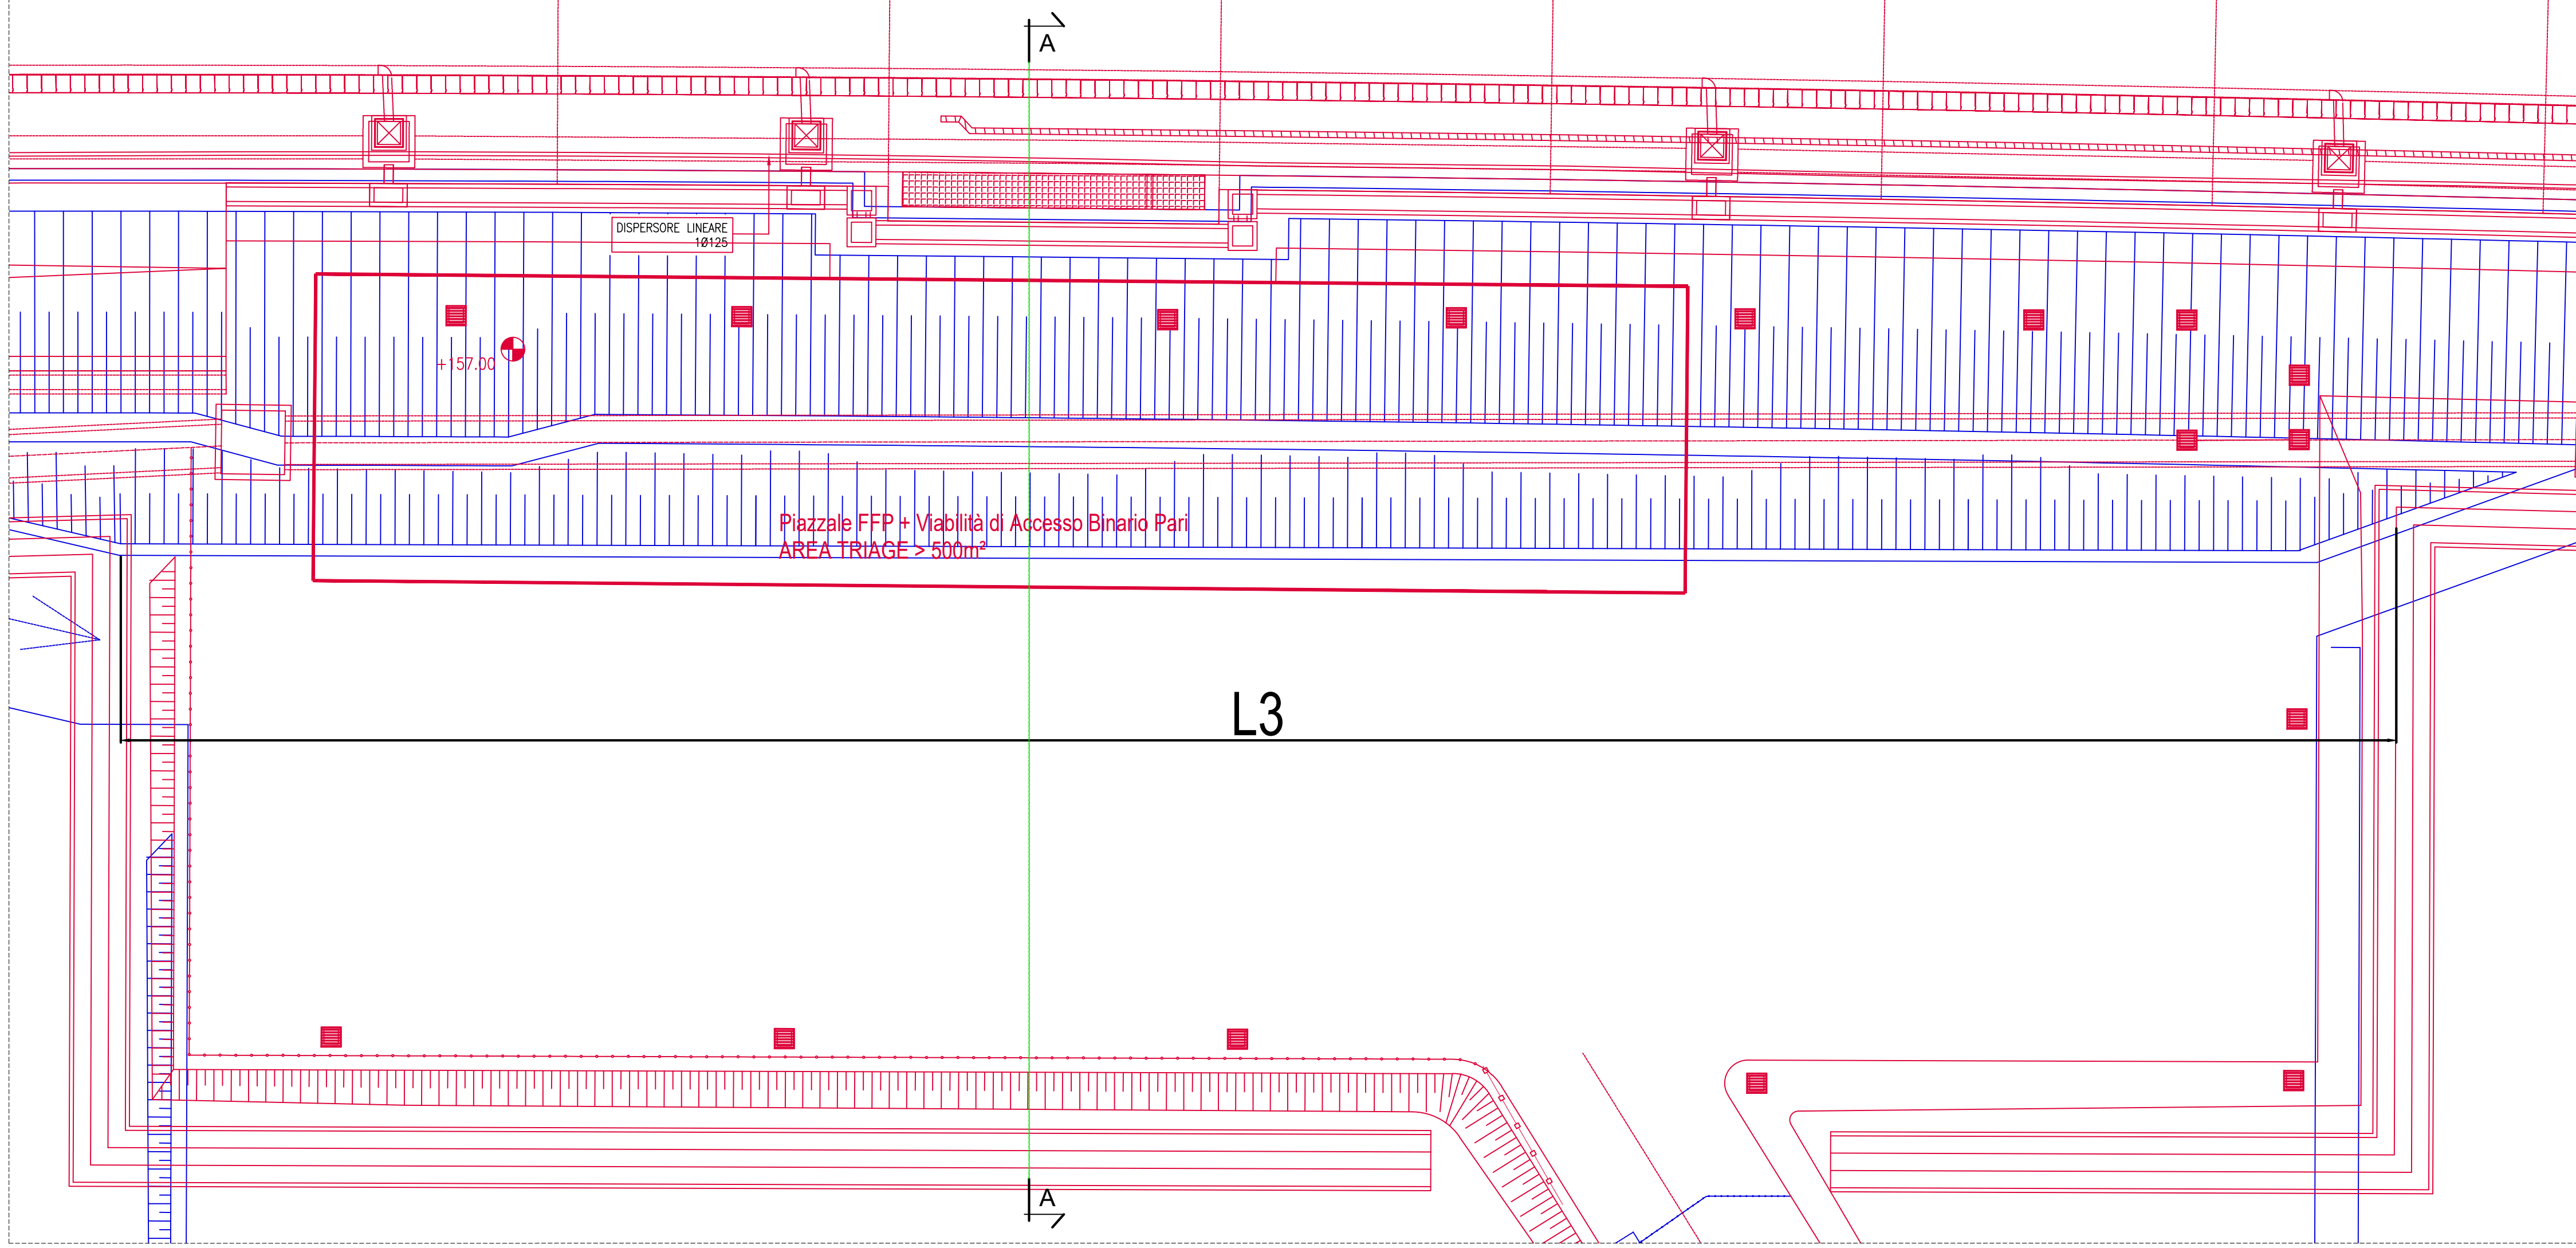 A
DISPERSORE LINEARE
1Ø125
+157.00
Piazzale FFP + Viabilità di Accesso Binario Pari
AREA TRIAGE > 500m²
L3
A